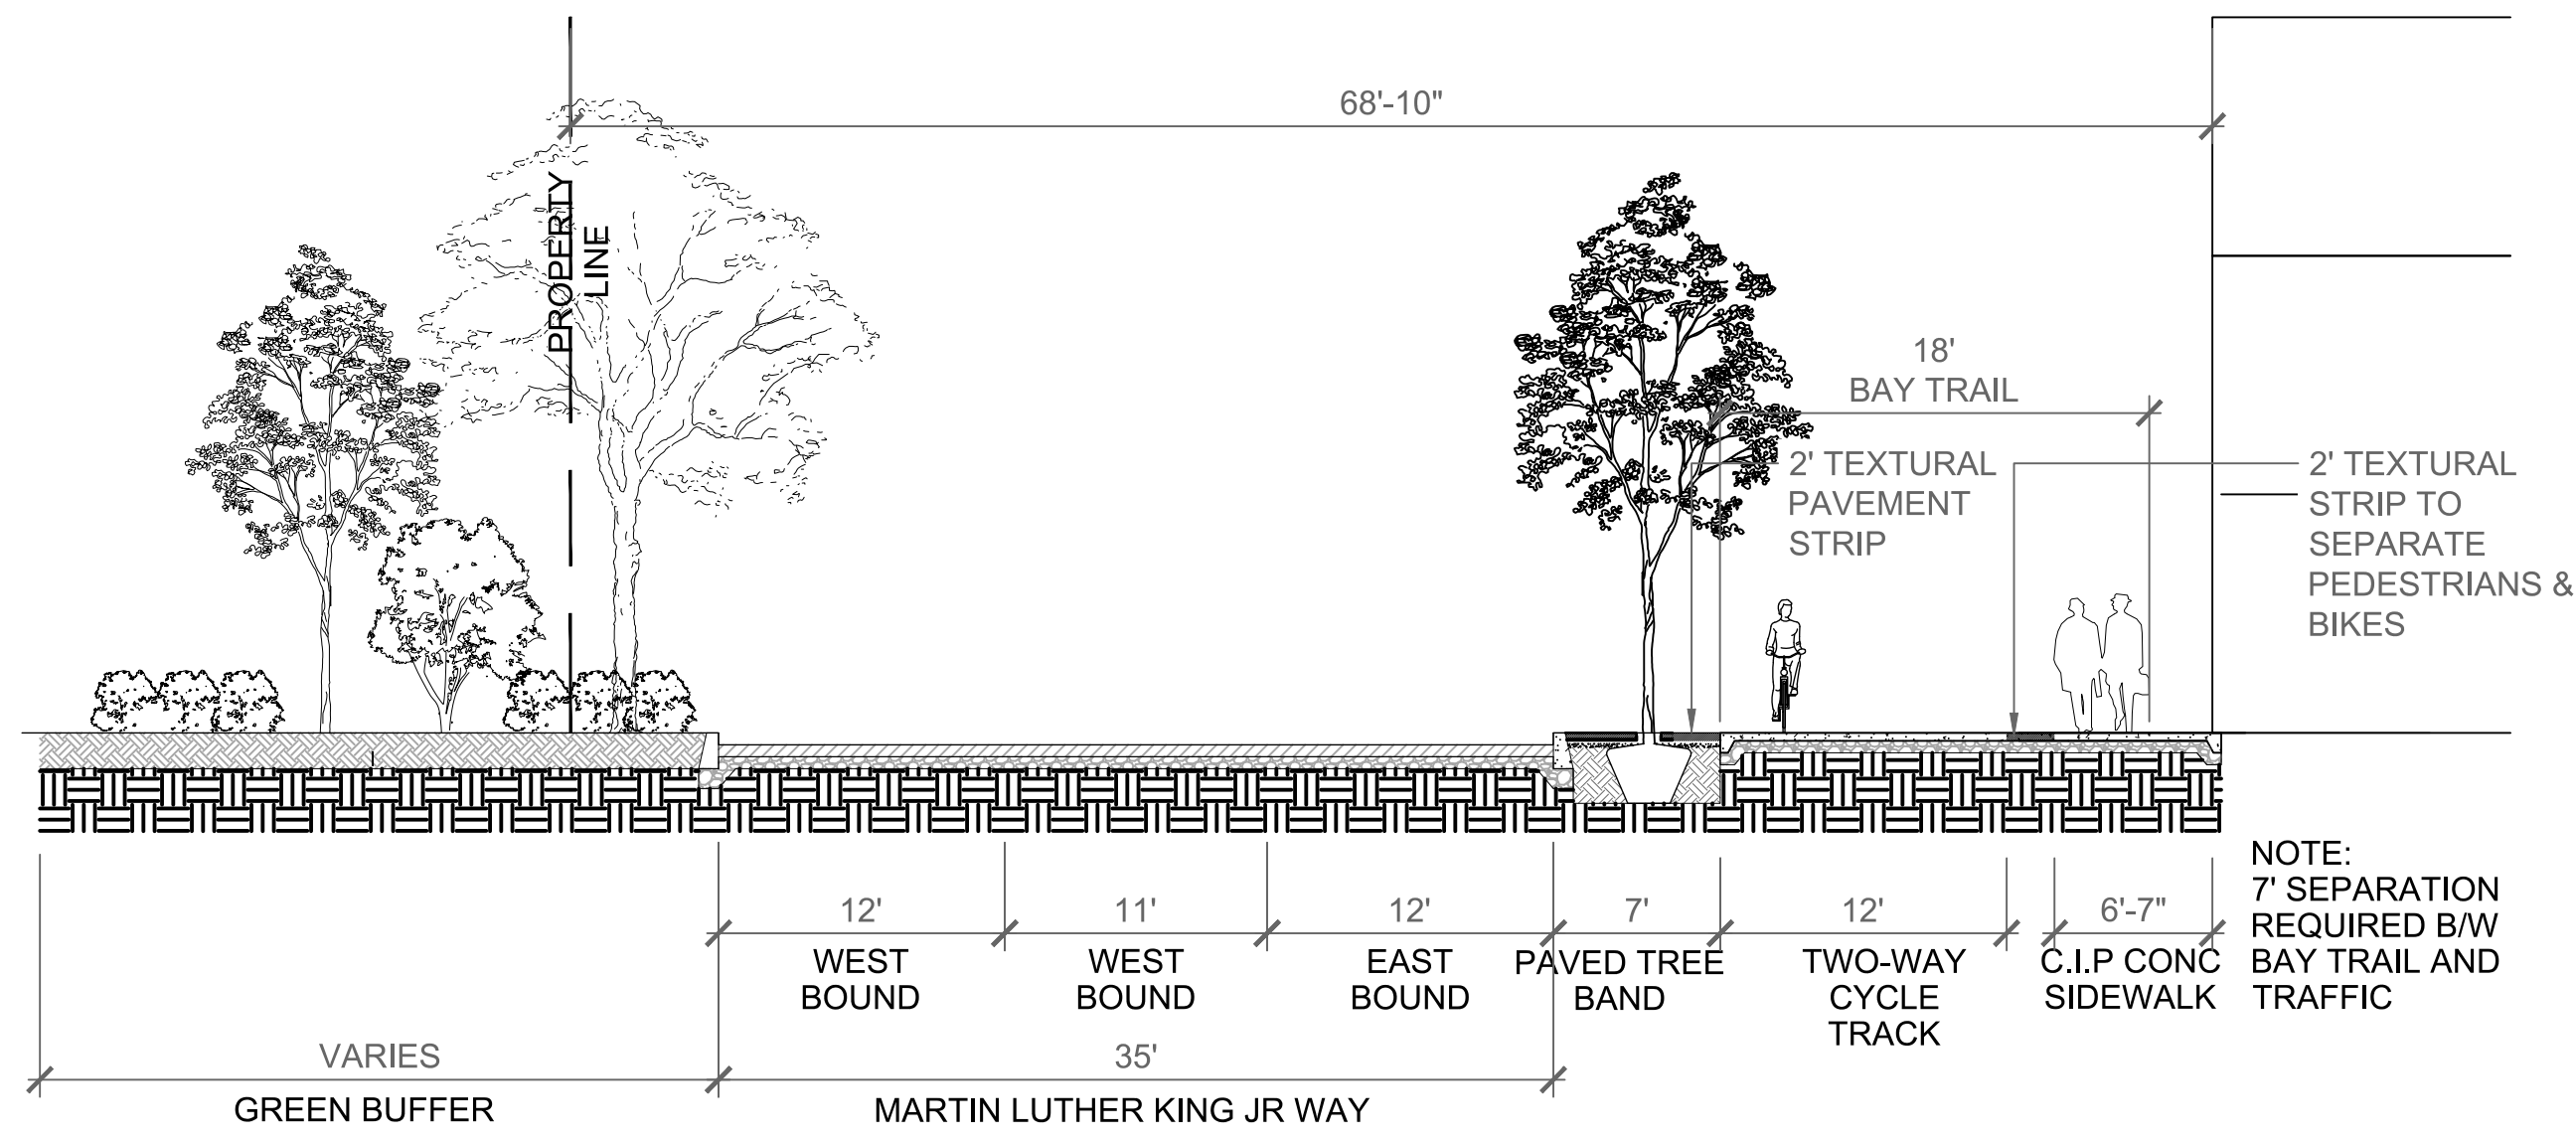 68'-10"
PROPERTY
LINE
18'
BAY TRAIL
2' TEXTURAL
PAVEMENT
STRIP
2' TEXTURAL
STRIP TO
SEPARATE
PEDESTRIANS &
BIKES
12'
WEST
BOUND
11'
WEST
BOUND
12'
EAST
BOUND
7'
PAVED TREE
BAND
12'
TWO-WAY
CYCLE
TRACK
6'-7"
C.I.P CONC
SIDEWALK
NOTE:
7' SEPARATION
REQUIRED B/W
BAY TRAIL AND
TRAFFIC
VARIES
GREEN BUFFER
35'
MARTIN LUTHER KING JR WAY